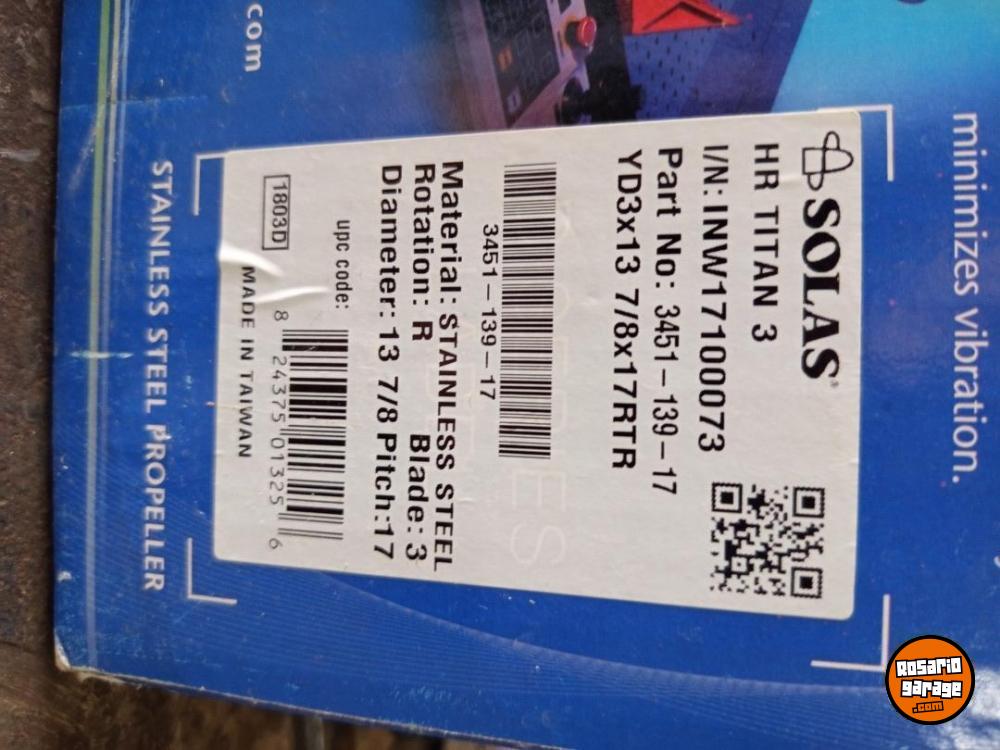 minimizes vibration.
SOLAS®
HR TITAN 3
I/N: INW17100073
Part No: 3451-139-17
YD3x13 7/8x17RTR
3451-139-17
Material: STAINLESS STEEL
Rotation: R Blade: 3
Diameter: 13 7/8 Pitch:17
upc code:
8 24375 01325 6
1803D MADE IN TAIWAN
STAINLESS STEEL PROPELLER
com
Rosario
garage
.com